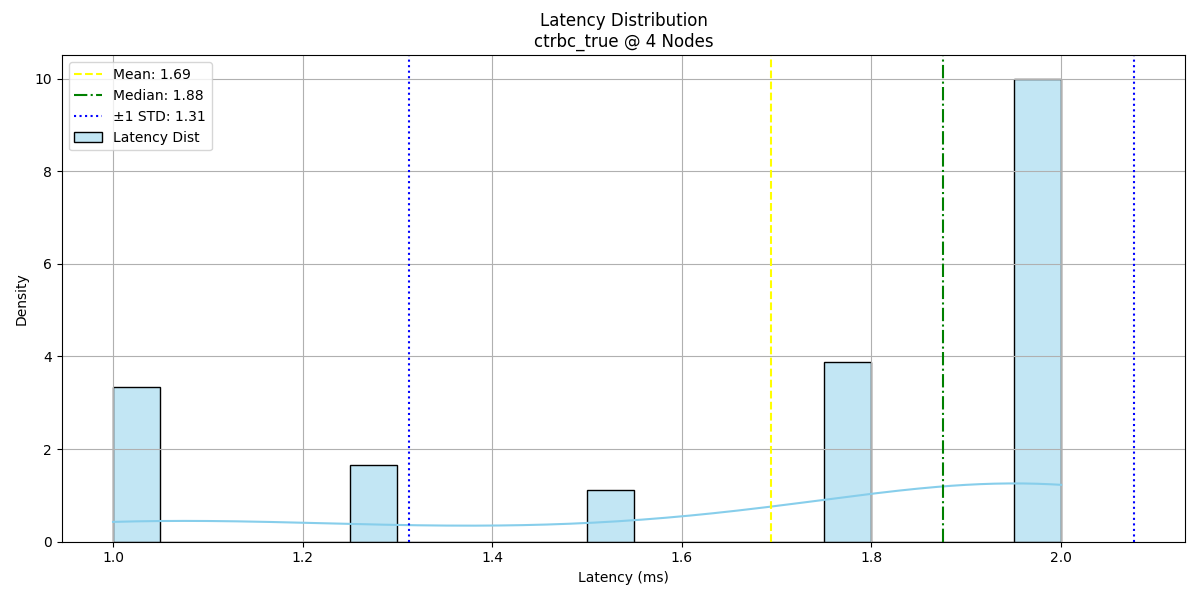 Latency Distribution
ctrbc_true @ 4 Nodes
Mean: 1.69
Median: 1.88
±1 STD: 1.31
Latency Dist
Density
10
8
6
4
2
0
1.0 1.2 1.4 1.6 1.8 2.0
Latency (ms)